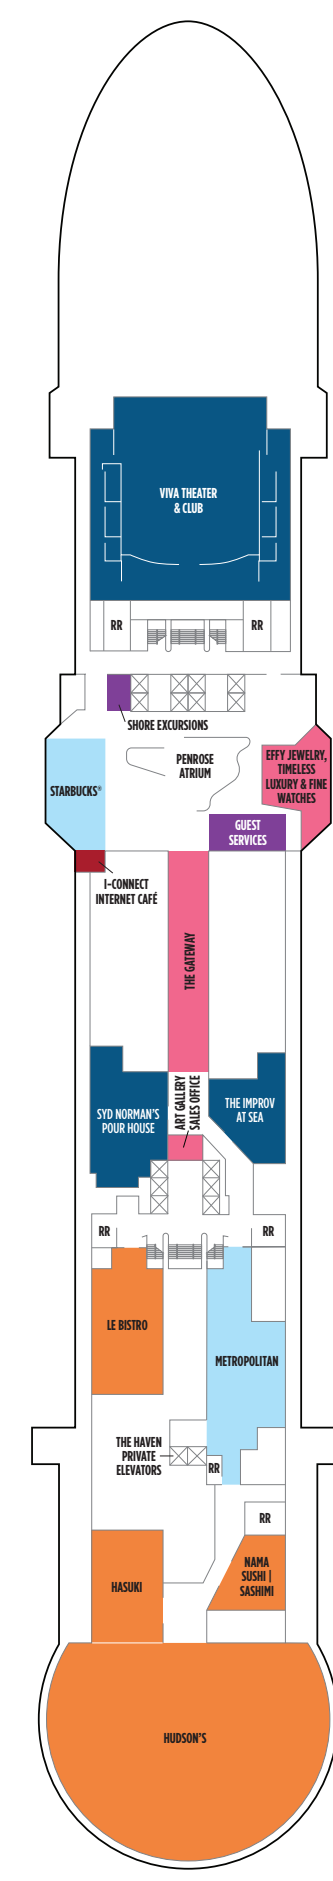 VIVA THEATER
& CLUB
RR
RR
SHORE EXCURSIONS
PENROSE
ATRIUM
EFFY JEWELRY,
TIMELESS
LUXURY & FINE
WATCHES
STARBUCKS®
GUEST
SERVICES
I-CONNECT
INTERNET CAFÉ
THE GATEWAY
ART GALLERY
SALES OFFICE
SYD NORMAN'S
POUR HOUSE
THE IMPROV
AT SEA
RR
RR
LE BISTRO
METROPOLITAN
THE HAVEN
PRIVATE
ELEVATORS
RR
RR
HASUKI
NAMA
SUSHI |
SASHIMI
HUDSON'S